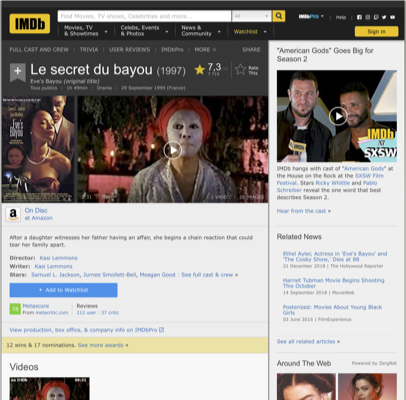 IMDb
Find Movies, TV shows, Celebrities and more...
All
IMDbPro
Help
Movies, TV
& Showtimes
Celebs, Events
& Photos
News &
Community
Watchlist
Sign in
FULL CAST AND CREW | TRIVIA | USER REVIEWS | IMDbPro | MORE
SHARE
+
Le secret du bayou (1997)
7,3
Rate
This
Eve's Bayou (original title)
Tous publics | 1h 49min | Drama | 29 September 1999 (France)
Eve's
Bayou
On Disc
at Amazon
After a daughter witnesses her father having an affair, she begins a chain reaction that could
tear her family apart.
Director: Kasi Lemmons
Writer: Kasi Lemmons
Stars: Samuel L. Jackson, Jurnee Smollett-Bell, Meagan Good | See full cast & crew »
+ Add to Watchlist
Metascore
From metacritic.com
Reviews
112 user | 37 critic
View production, box office, & company info on IMDbPro
12 wins & 17 nominations. See more awards »
Videos
"American Gods" Goes Big for
Season 2
IMDb
SXSW
IMDb hangs with cast of "American Gods" at
the House on the Rock at the SXSW Film
Festival. Stars Ricky Whittle and Pablo
Schreiber reveal the one word that best
describes Season 2.
Hear from the cast »
Related News
Ethel Ayler, Actress in 'Eve's Bayou' and
'The Cosby Show,' Dies at 88
21 December 2018 | The Hollywood Reporter
Harriet Tubman Movie Begins Shooting
This October
14 September 2018 | MovieWeb
Posterized: Movies About Young Black
Girls
03 June 2016 | FilmExperience
See all related articles »
Around The Web
Powered by ZergNet